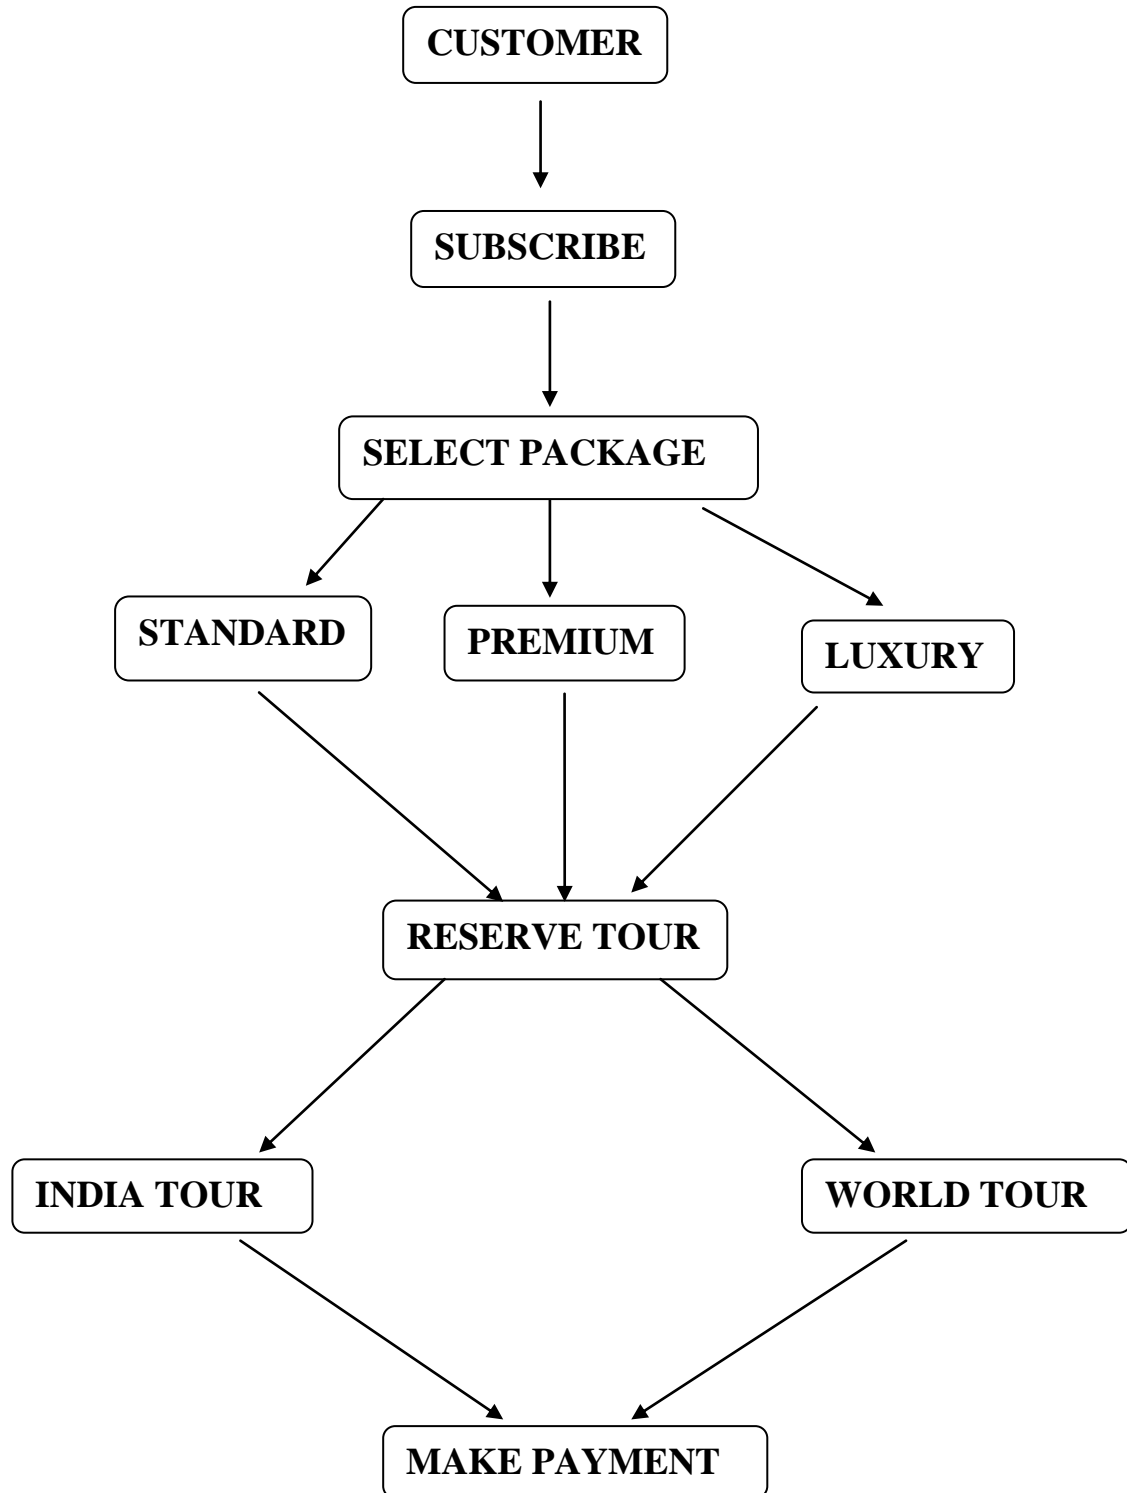 CUSTOMER
SUBSCRIBE
SELECT PACKAGE
STANDARD
PREMIUM
LUXURY
RESERVE TOUR
INDIA TOUR
WORLD TOUR
MAKE PAYMENT